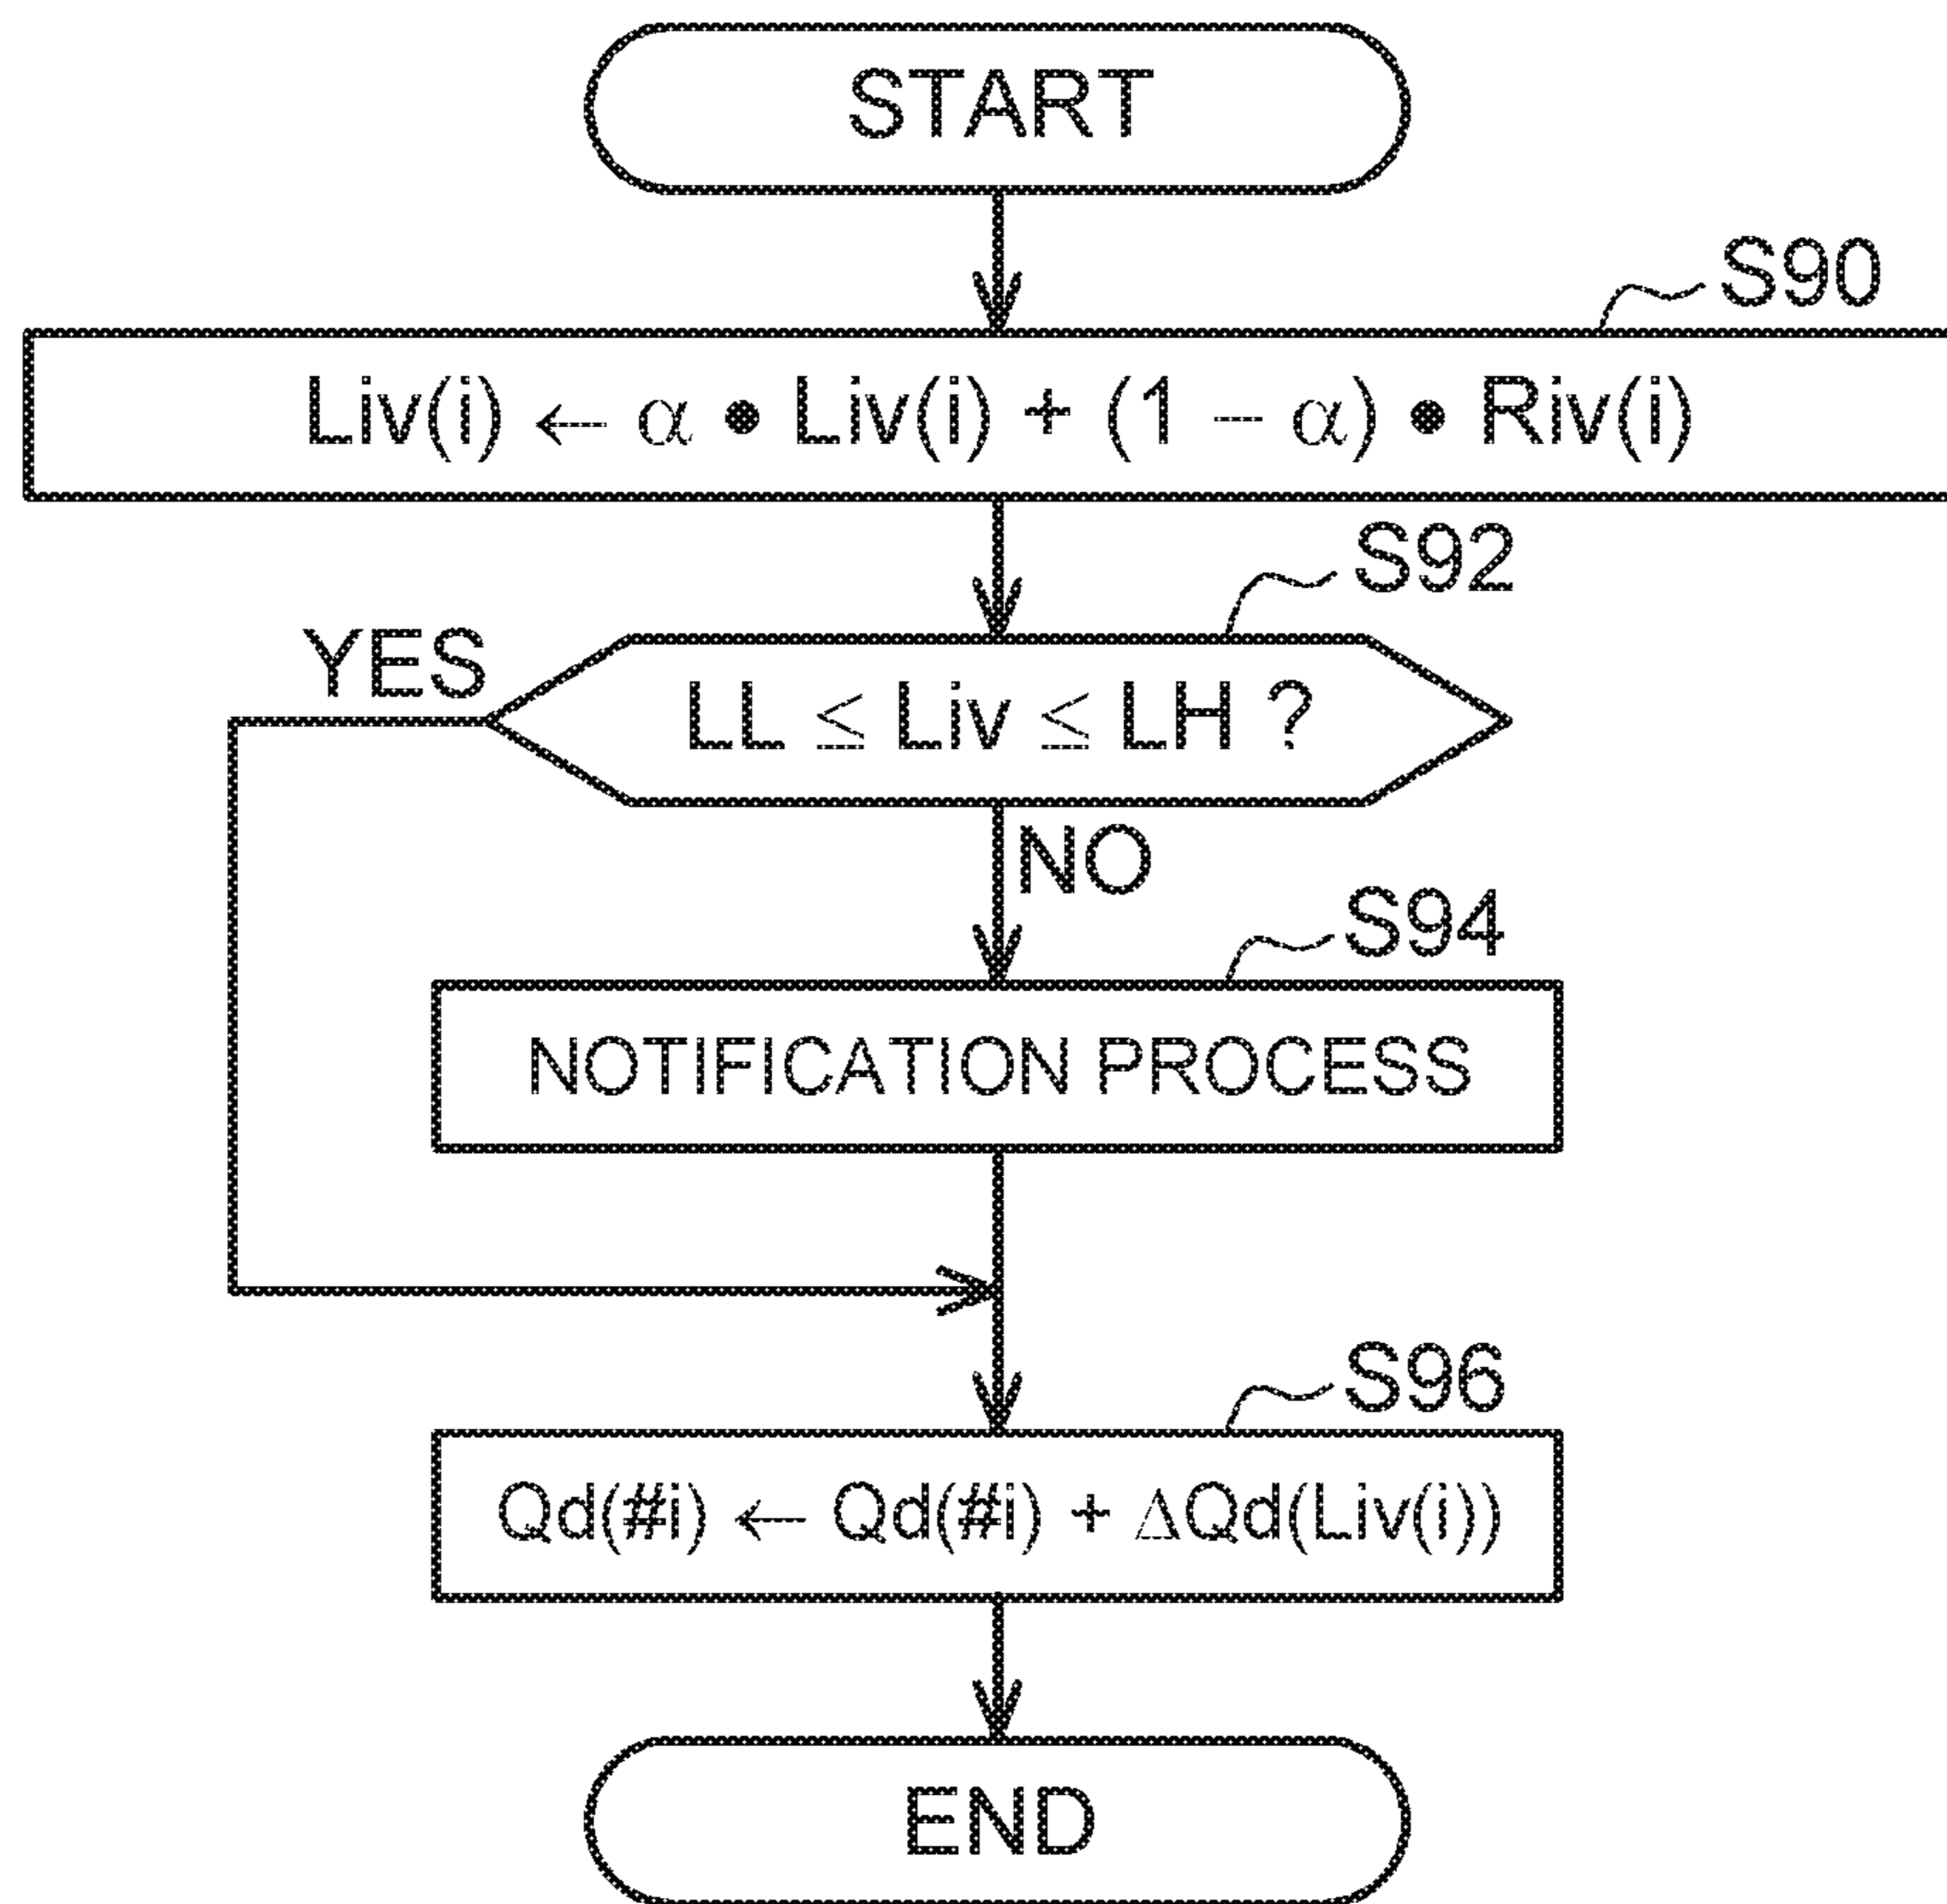 START
S90
Liv(i) ← α • Liv(i) + (1 − α) • Riv(i)
S92
YES
LL ≤ Liv ≤ LH ?
NO
S94
NOTIFICATION PROCESS
S96
Qd(#i) ← Qd(#i) + ΔQd(Liv(i))
END